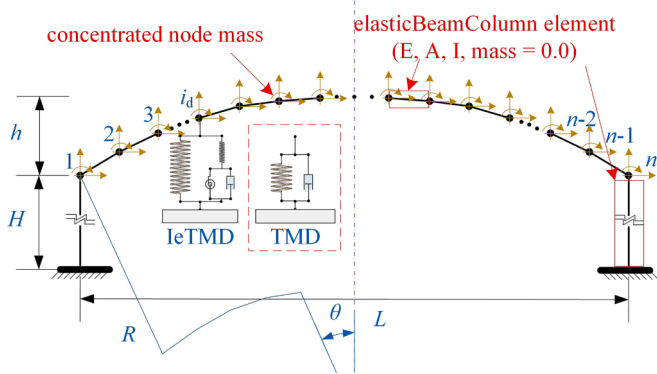 concentrated node mass
elasticBeamColumn element
(E, A, I, mass = 0.0)
h
H
1
2
3
i_d
n-2
n-1
n
IeTMD
TMD
R
θ
L